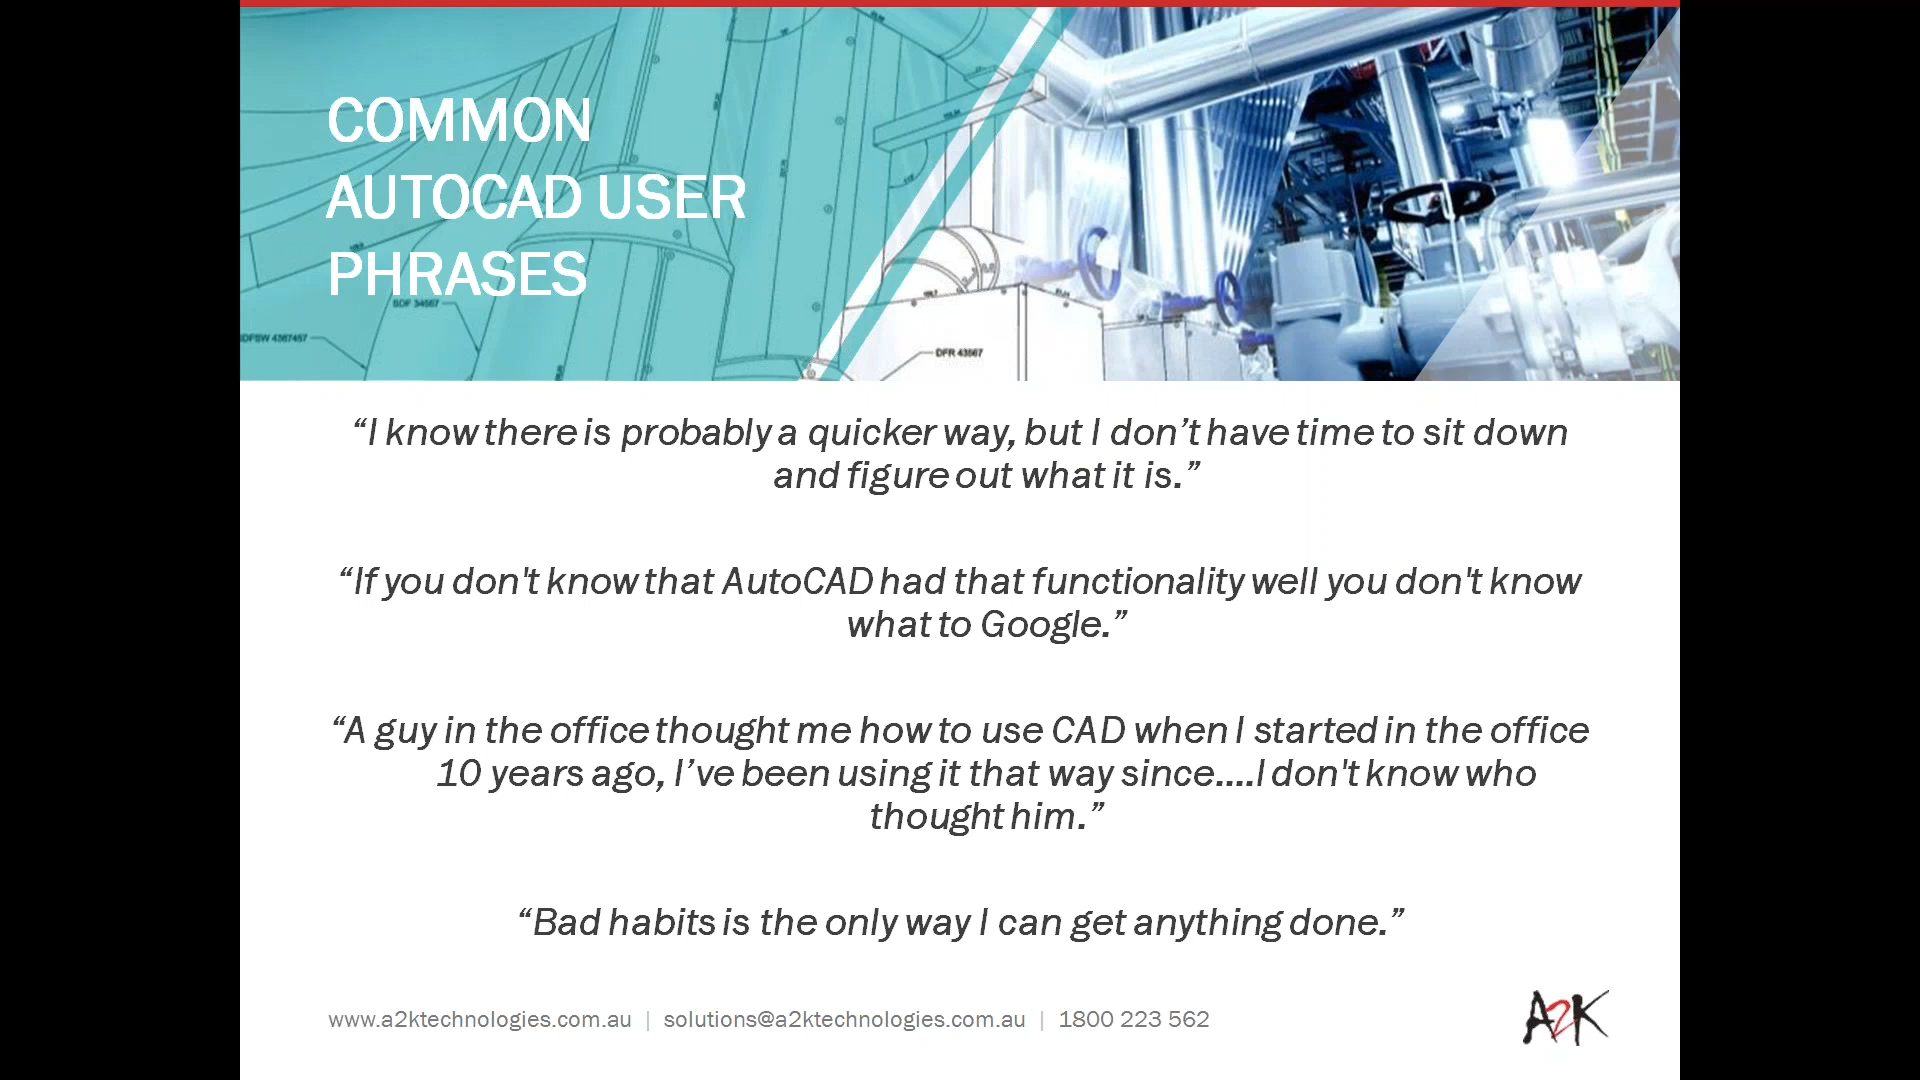 COMMON
AUTOCAD USER
PHRASES
SDF 34567
DFSW 4367457
DFR 43567
“I know there is probably a quicker way, but I don’t have time to sit down
and figure out what it is.”
“If you don't know that AutoCAD had that functionality well you don't know
what to Google.”
“A guy in the office thought me how to use CAD when I started in the office
10 years ago, I’ve been using it that way since....I don't know who
thought him.”
“Bad habits is the only way I can get anything done.”
www.a2ktechnologies.com.au | solutions@a2ktechnologies.com.au | 1800 223 562
A2K